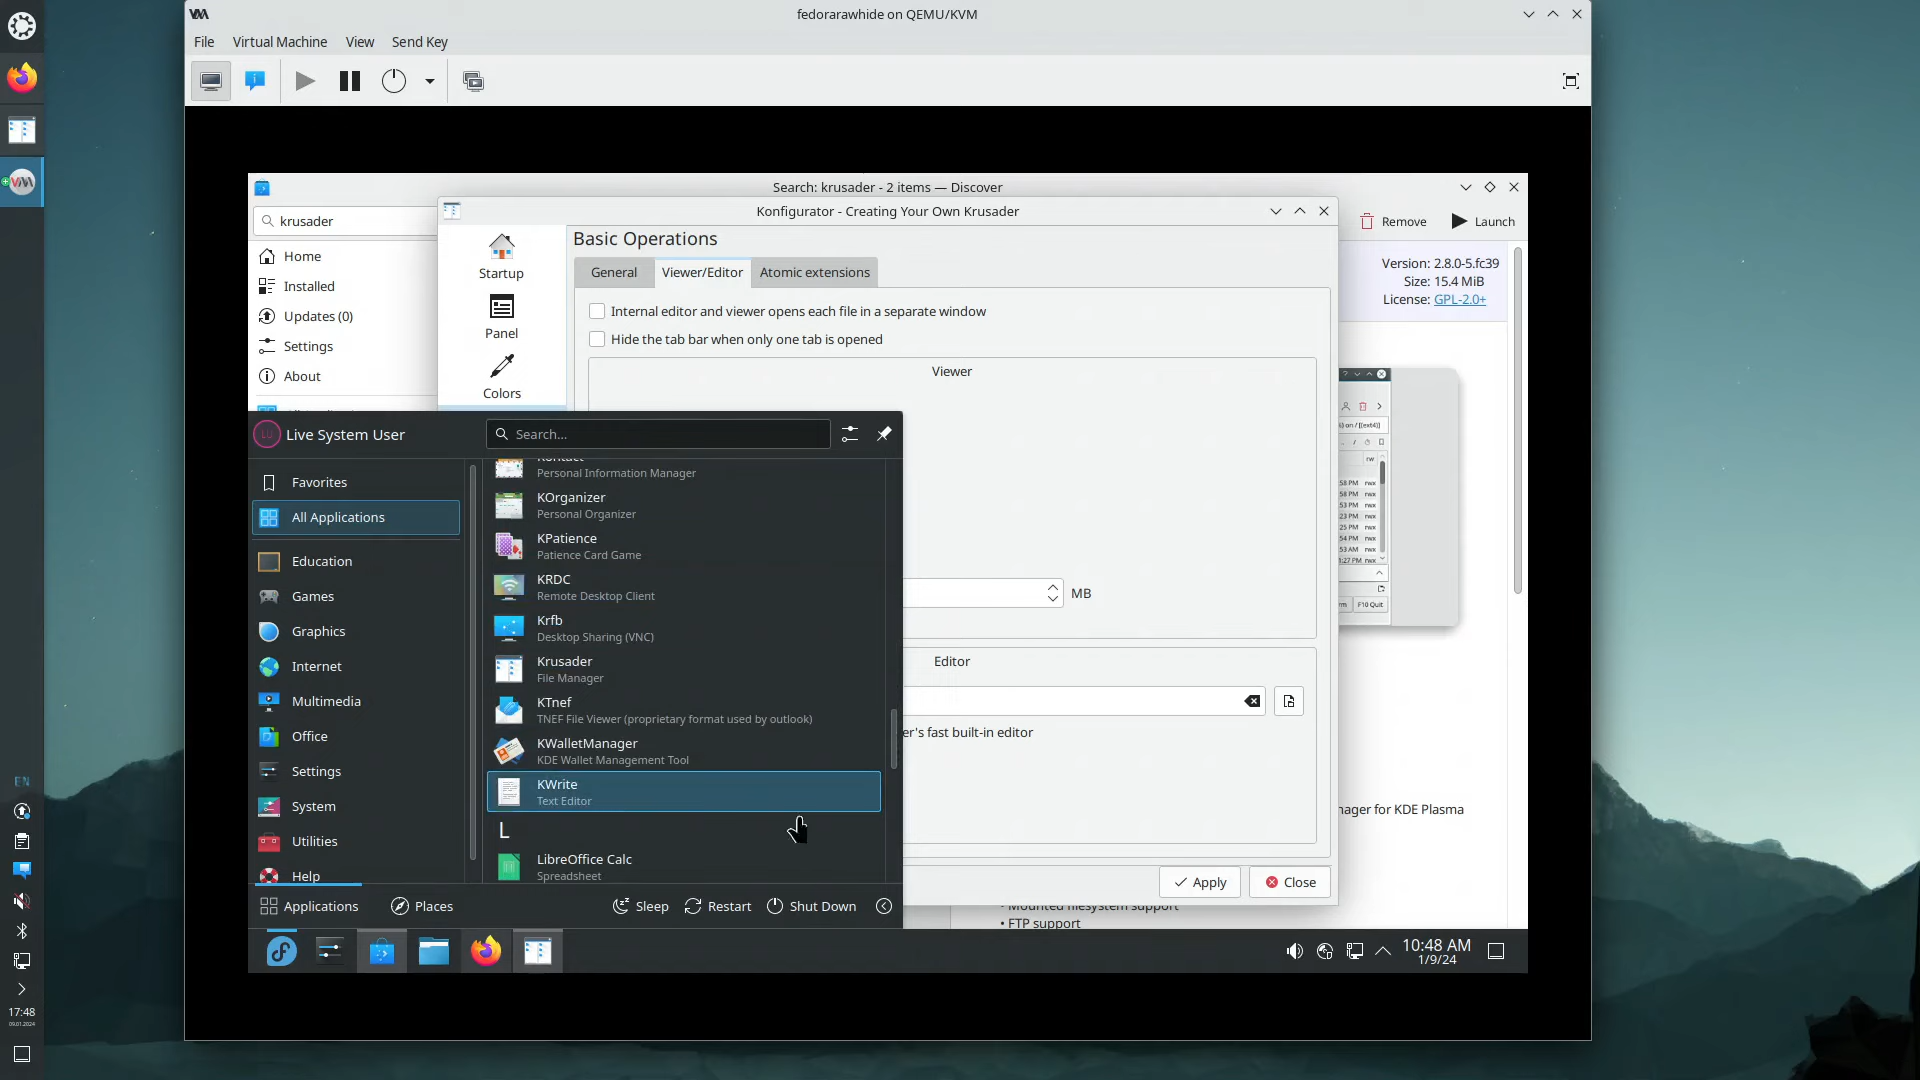 fedorarawhide on QEMU/KVM
File Virtual Machine View Send Key
Search: krusader - 2 items — Discover
krusader
Remove Launch
Home
Installed
Updates (0)
Settings
About
Version: 2.8.0-5.fc39
Size: 15.4 MiB
License: GPL-2.0+
Konfigurator - Creating Your Own Krusader
Startup
Panel
Colors
Basic Operations
General Viewer/Editor Atomic extensions
Internal editor and viewer opens each file in a separate window
Hide the tab bar when only one tab is opened
Viewer
MB
Editor
er's fast built-in editor
Apply Close
F10 Quit
nager for KDE Plasma
• FTP support
LU Live System User
Search...
Favorites
All Applications
Education
Games
Graphics
Internet
Multimedia
Office
Settings
System
Utilities
Help
Personal Information Manager
KOrganizer
Personal Organizer
KPatience
Patience Card Game
KRDC
Remote Desktop Client
Krfb
Desktop Sharing (VNC)
Krusader
File Manager
KTnef
TNEF File Viewer (proprietary format used by outlook)
KWalletManager
KDE Wallet Management Tool
KWrite
Text Editor
L
LibreOffice Calc
Spreadsheet
Applications Places Sleep Restart Shut Down
10:48 AM
1/9/24
EN
17:48
09.01.2024